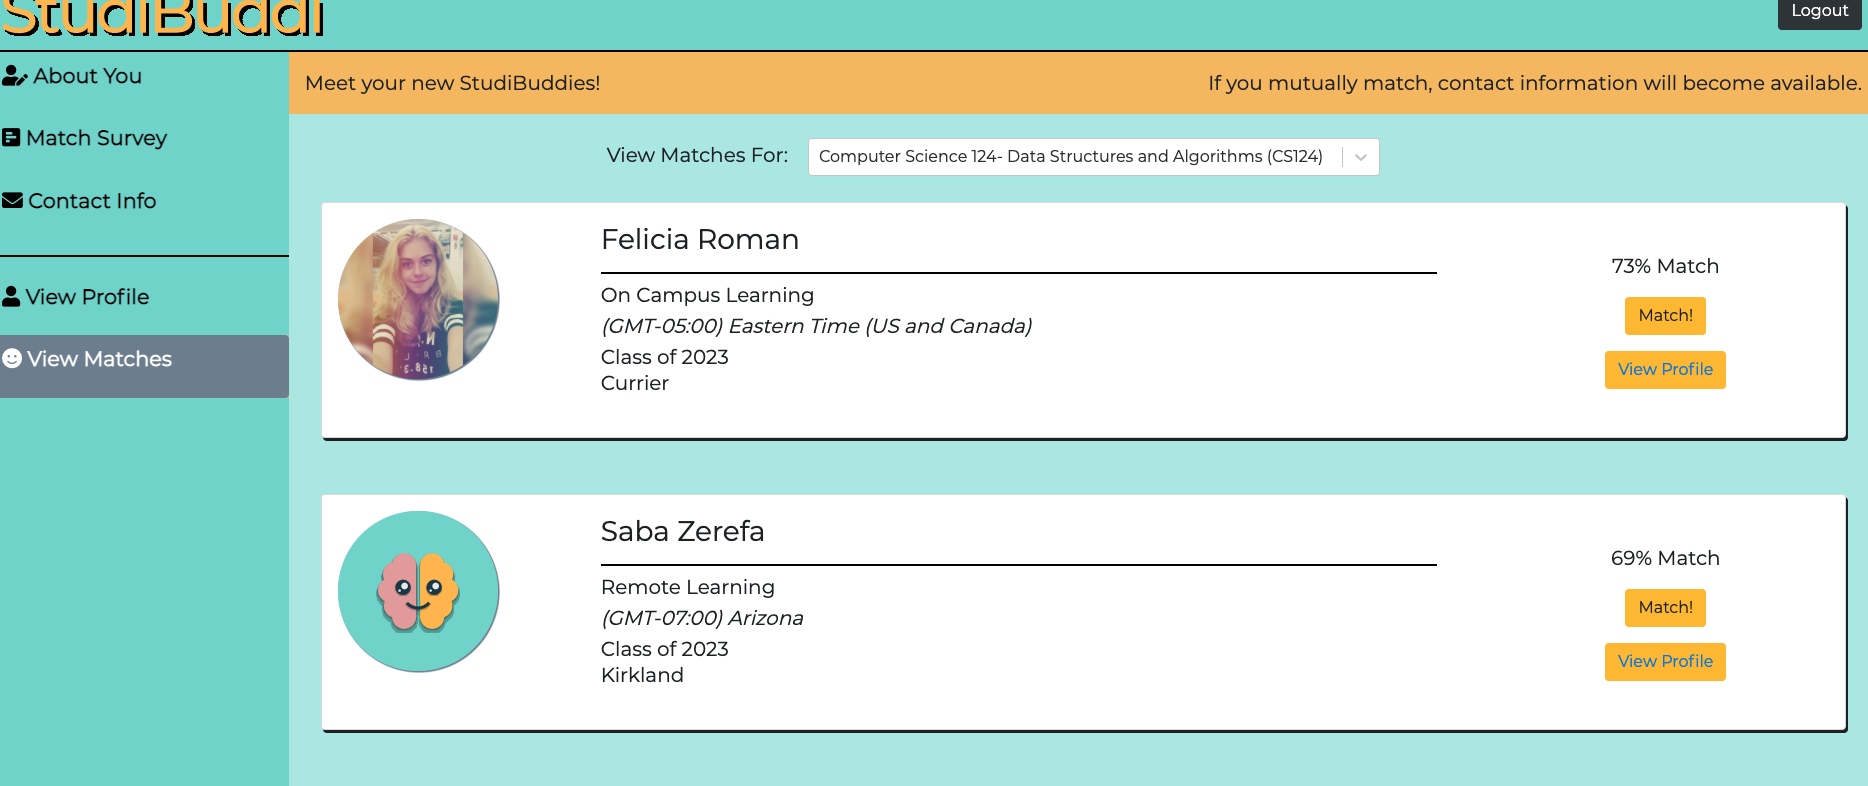 StudiBuddi
Logout
About You
Match Survey
Contact Info
View Profile
View Matches
Meet your new StudiBuddies!
If you mutually match, contact information will become available.
View Matches For:
Computer Science 124- Data Structures and Algorithms (CS124)
Felicia Roman
On Campus Learning
(GMT-05:00) Eastern Time (US and Canada)
Class of 2023
Currier
73% Match
Match!
View Profile
Saba Zerefa
Remote Learning
(GMT-07:00) Arizona
Class of 2023
Kirkland
69% Match
Match!
View Profile